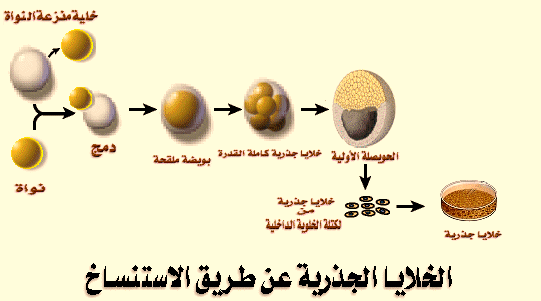 خلية منزعة النواة
نواة
دمج
بويضة ملقحة
خلايا جذرية كاملة القدرة
الحويصلة الأولية
خلايا جذرية
من
لكتلة الخلوية الداخلية
خلايا جذرية
الخلايا الجذرية عن طريق الاستنساخ